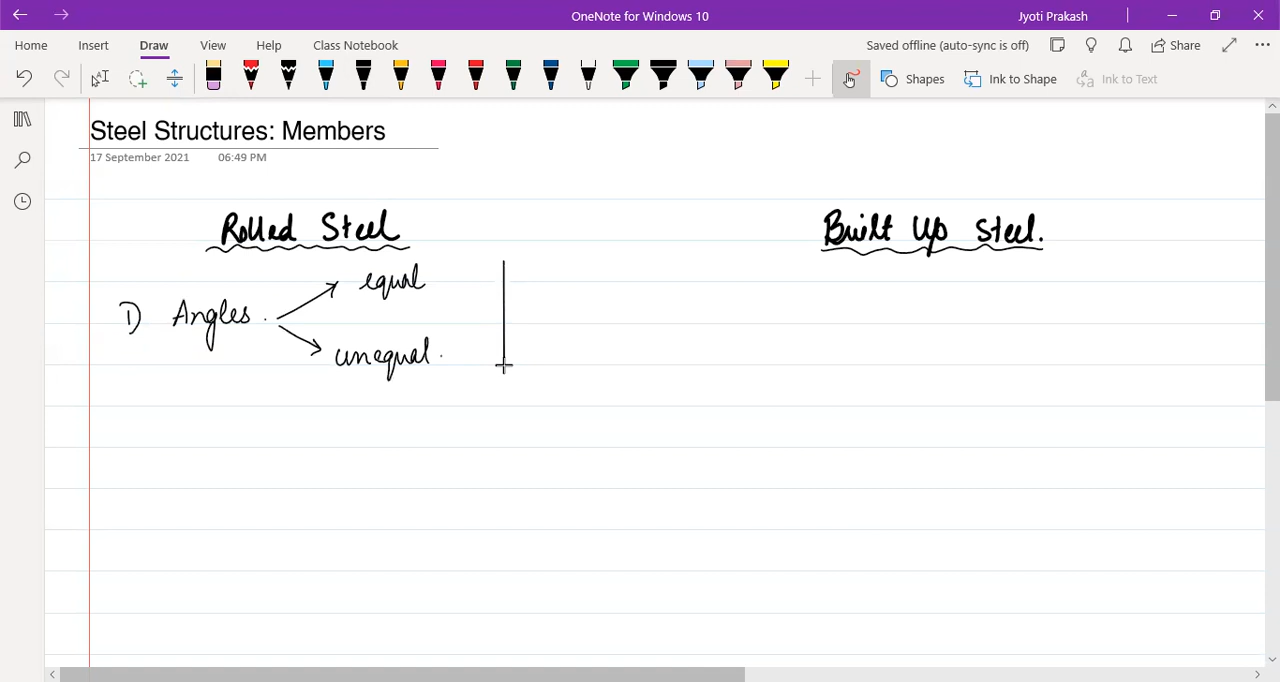 OneNote for Windows 10
Jyoti Prakash
Home Insert Draw View Help Class Notebook
Saved offline (auto-sync is off) Share
Shapes Ink to Shape Ink to Text
Steel Structures: Members
17 September 2021 06:49 PM
Rolled Steel
Built Up Steel.
1) Angles. equal
unequal.